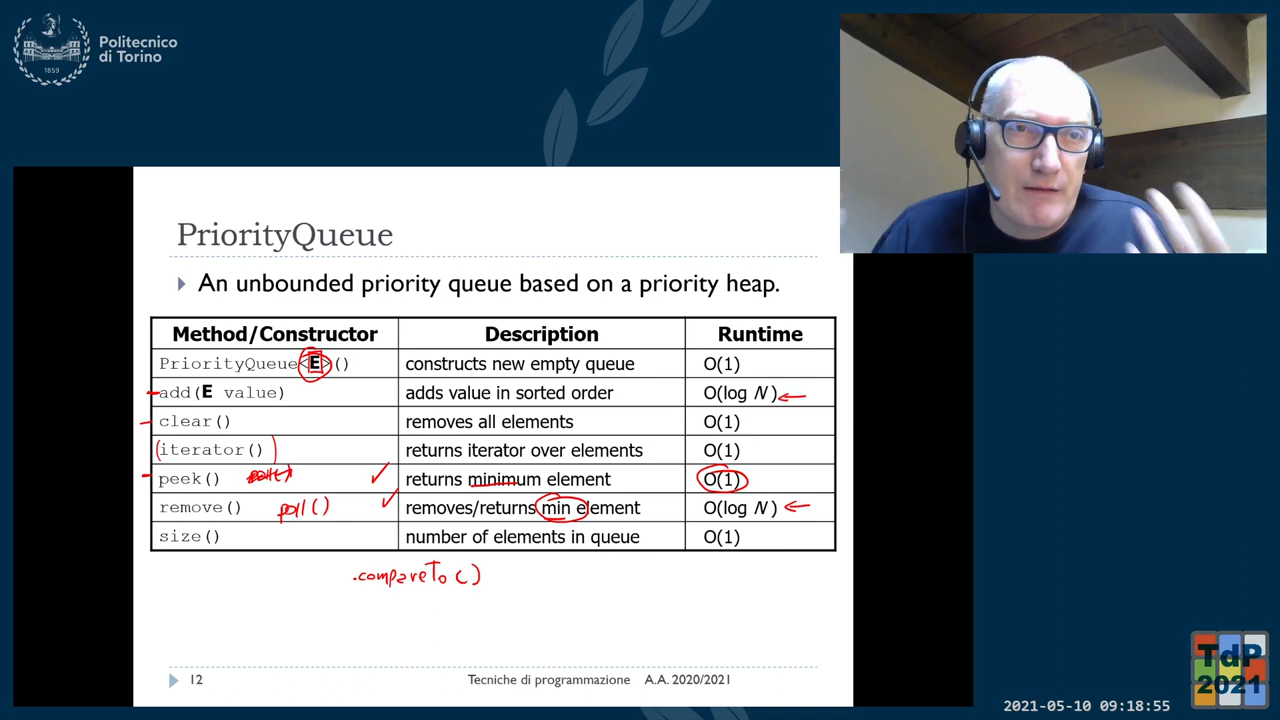 Politecnico
di Torino
1859
PriorityQueue
An unbounded priority queue based on a priority heap.
Method/Constructor Description Runtime
PriorityQueue<E>() constructs new empty queue O(1)
add(E value) adds value in sorted order O(log N)
clear() removes all elements O(1)
iterator() returns iterator over elements O(1)
peek() returns minimum element O(1)
remove() poll() removes/returns min element O(log N)
size() number of elements in queue O(1)
.compareTo()
12 Tecniche di programmazione A.A. 2020/2021
TdP
2021
2021-05-10 09:18:55